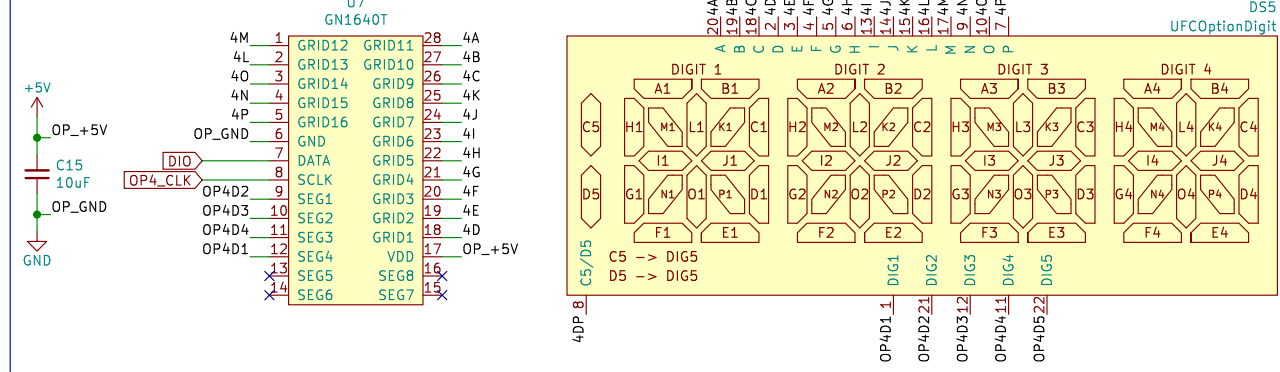 U7
GN1640T
4M 1 GRID12 GRID11 28 4A
4L 2 GRID13 GRID10 27 4B
4O 3 GRID14 GRID9 26 4C
4N 4 GRID15 GRID8 25 4K
4P 5 GRID16 GRID7 24 4J
OP_GND 6 GND GRID6 23 4I
DIO 7 DATA GRID5 22 4H
OP4_CLK 8 SCLK GRID4 21 4G
OP4D2 9 SEG1 GRID3 20 4F
OP4D3 10 SEG2 GRID2 19 4E
OP4D4 11 SEG3 GRID1 18 4D
OP4D1 12 SEG4 VDD 17 OP_+5V
13 SEG5 SEG8 16
14 SEG6 SEG7 15
+5V
OP_+5V
C15
10uF
OP_GND
GND
DS5
UFCOptionDigit
4A 4B 4C 4D 4E 4F 4G 4H 4I 4J 4K 4L 4M 4N 4O 4P
20 19 18 2 3 4 5 6 13 14 15 16 17 9 10 7
A B C D E F G H I J K L M N O P
DIGIT 1 DIGIT 2 DIGIT 3 DIGIT 4
A1 B1 A2 B2 A3 B3 A4 B4
C5 H1 M1 L1 K1 C1 H2 M2 L2 K2 C2 H3 M3 L3 K3 C3 H4 M4 L4 K4 C4
I1 J1 I2 J2 I3 J3 I4 J4
D5 G1 N1 O1 P1 D1 G2 N2 O2 P2 D2 G3 N3 O3 P3 D3 G4 N4 O4 P4 D4
F1 E1 F2 E2 F3 E3 F4 E4
C5/D5
C5 -> DIG5
D5 -> DIG5
DIG1 DIG2 DIG3 DIG4 DIG5
8 1 21 12 11 22
4DP OP4D1 OP4D2 OP4D3 OP4D4 OP4D5